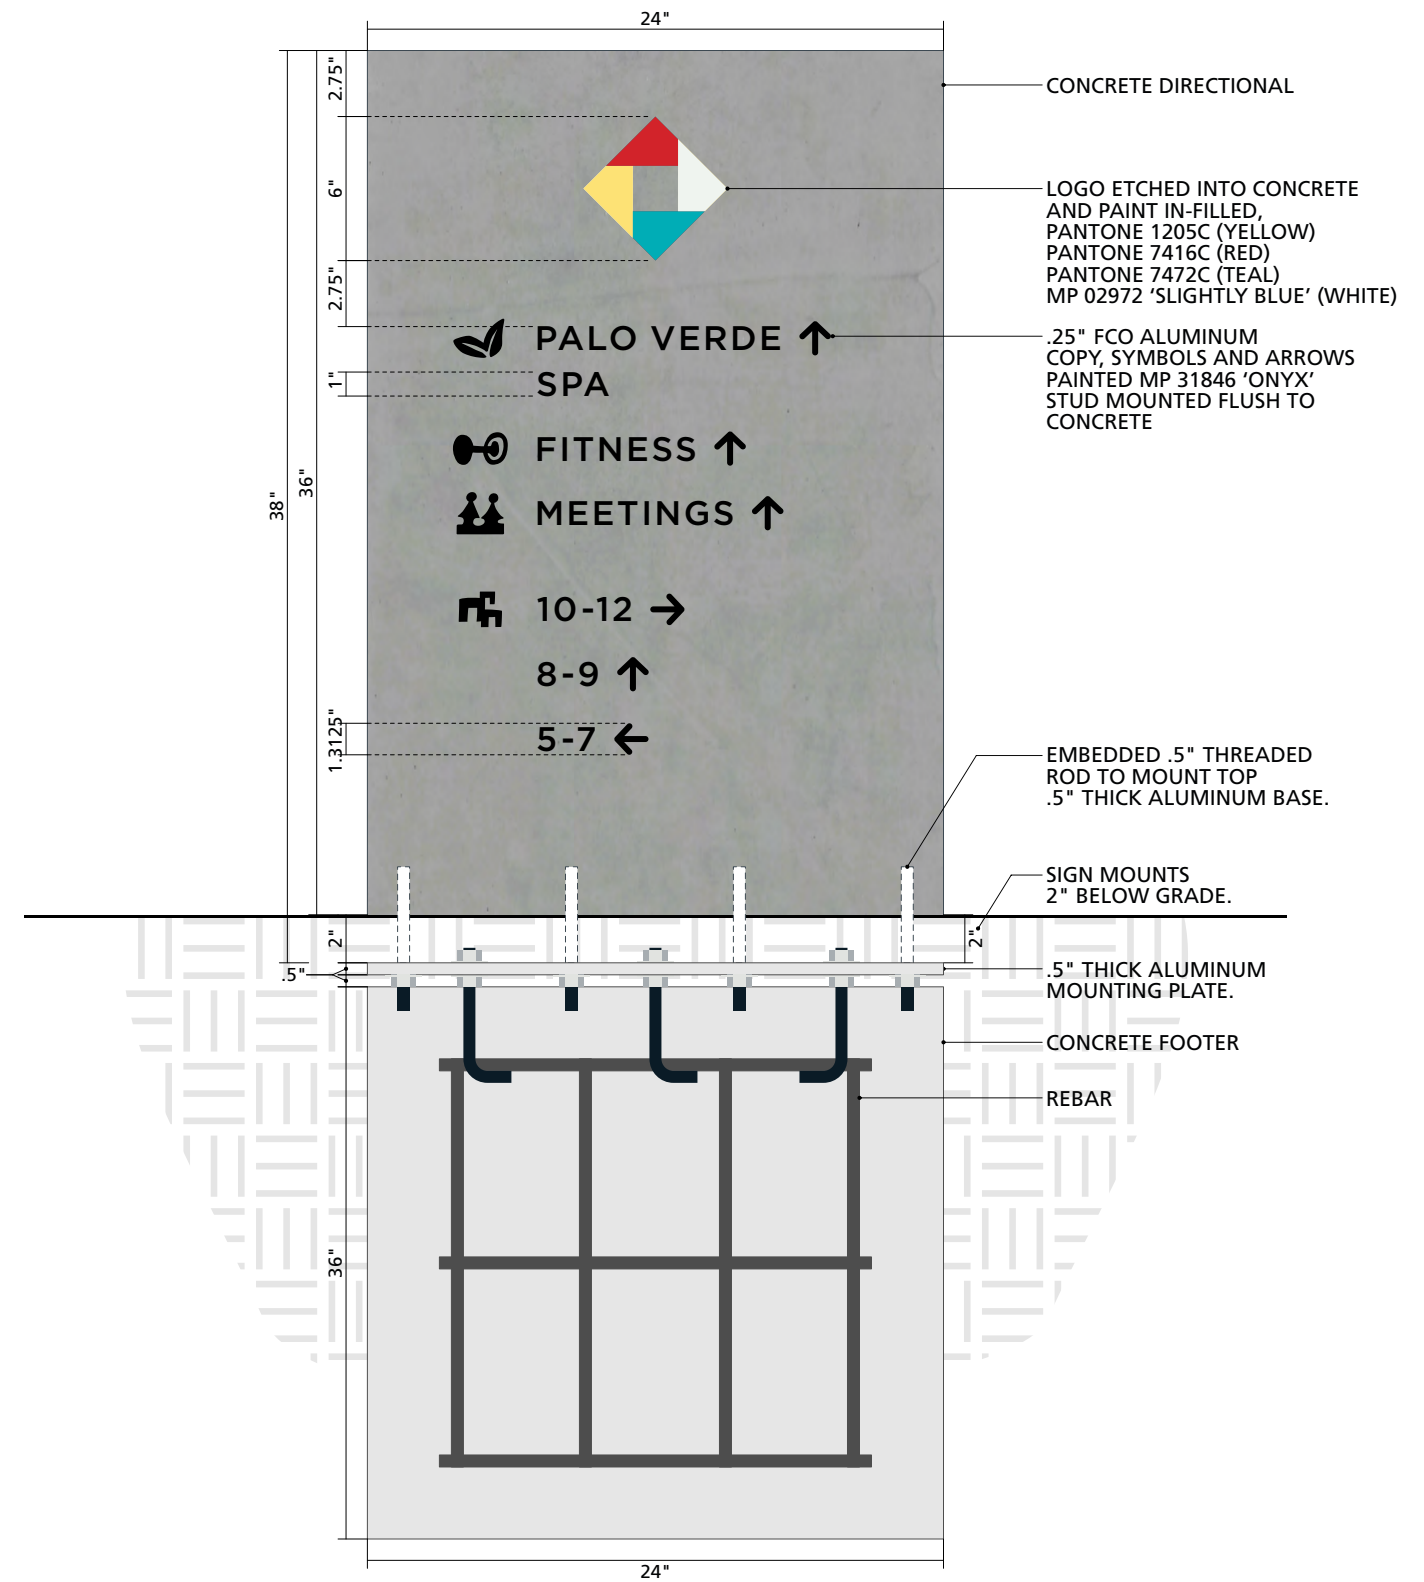 24"
2.75"
6"
2.75"
1"
36"
38"
1.3125"
CONCRETE DIRECTIONAL
LOGO ETCHED INTO CONCRETE
AND PAINT IN-FILLED,
PANTONE 1205C (YELLOW)
PANTONE 7416C (RED)
PANTONE 7472C (TEAL)
MP 02972 ‘SLIGHTLY BLUE’ (WHITE)
PALO VERDE ↑
SPA
.25" FCO ALUMINUM
COPY, SYMBOLS AND ARROWS
PAINTED MP 31846 ‘ONYX’
STUD MOUNTED FLUSH TO
CONCRETE
FITNESS ↑
MEETINGS ↑
10-12 →
8-9 ↑
5-7 ←
EMBEDDED .5" THREADED
ROD TO MOUNT TOP
.5" THICK ALUMINUM BASE.
SIGN MOUNTS
2" BELOW GRADE.
2"
2"
.5"
.5" THICK ALUMINUM
MOUNTING PLATE.
CONCRETE FOOTER
REBAR
36"
24"